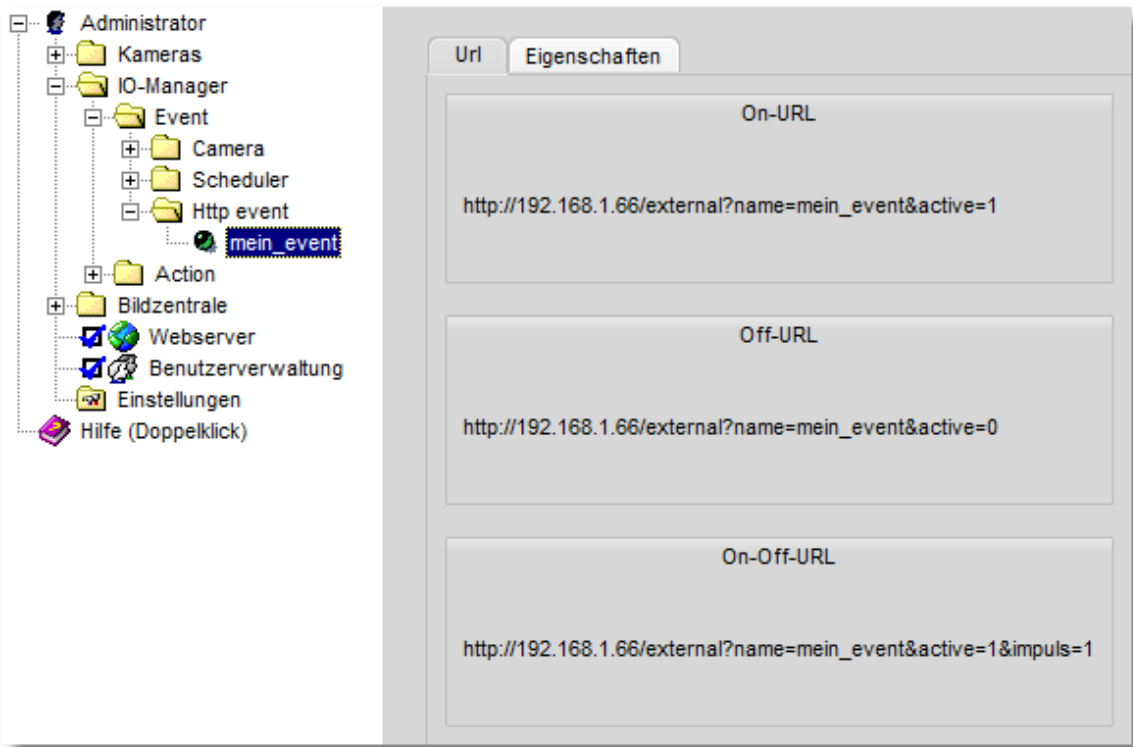 Administrator
Kameras
IO-Manager
Event
Camera
Scheduler
Http event
mein_event
Action
Bildzentrale
Webserver
Benutzerverwaltung
Einstellungen
Hilfe (Doppelklick)
Url Eigenschaften
On-URL
http://192.168.1.66/external?name=mein_event&active=1
Off-URL
http://192.168.1.66/external?name=mein_event&active=0
On-Off-URL
http://192.168.1.66/external?name=mein_event&active=1&impuls=1